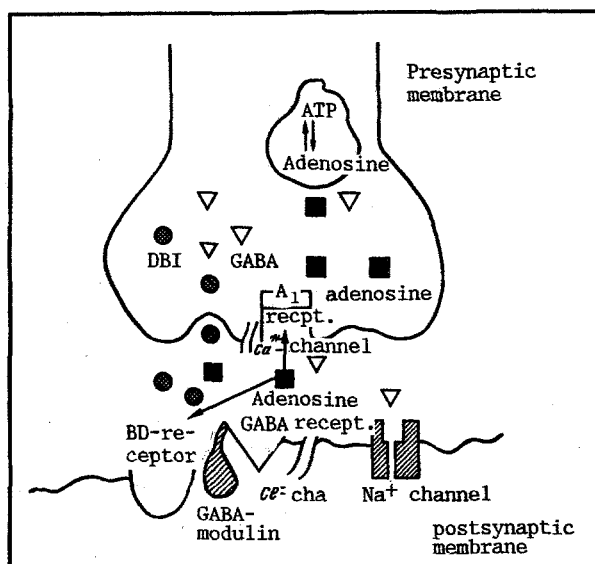 Presynaptic
membrane
ATP
Adenosine
DBI
GABA
A1
recpt.
adenosine
channel
Adenosine
GABA recept.
BD-re-
ceptor
GABA-
modulin
cha
Na+ channel
postsynaptic
membrane